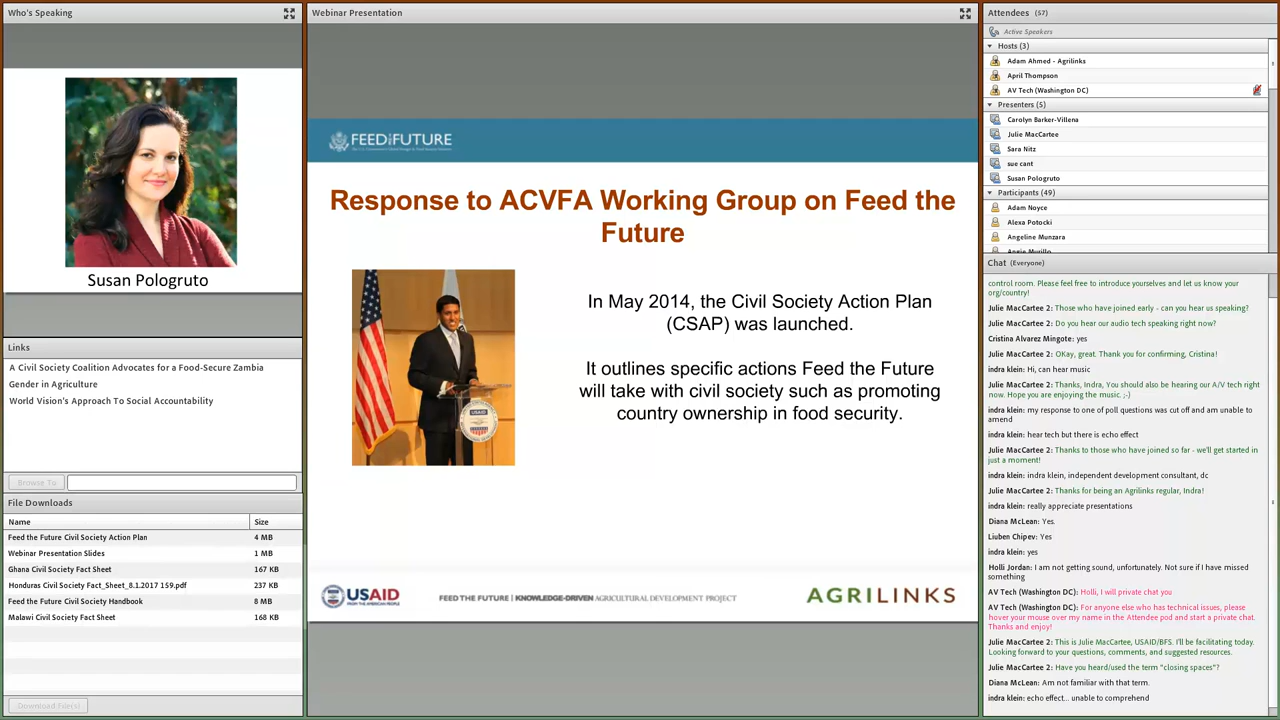 Who's Speaking
Susan Pologruto
Links
A Civil Society Coalition Advocates for a Food-Secure Zambia
Gender in Agriculture
World Vision's Approach To Social Accountability
Browse To
File Downloads
Name Size
Feed the Future Civil Society Action Plan 4 MB
Webinar Presentation Slides 1 MB
Ghana Civil Society Fact Sheet 167 KB
Honduras Civil Society Fact_Sheet_8.1.2017 159.pdf 237 KB
Feed the Future Civil Society Handbook 8 MB
Malawi Civil Society Fact Sheet 168 KB
Download File(s)
Webinar Presentation
FEED THE FUTURE
Response to ACVFA Working Group on Feed the
Future
In May 2014, the Civil Society Action Plan
(CSAP) was launched.
It outlines specific actions Feed the Future
will take with civil society such as promoting
country ownership in food security.
USAID
USAID
FROM THE AMERICAN PEOPLE
FEED THE FUTURE | KNOWLEDGE-DRIVEN AGRICULTURAL DEVELOPMENT PROJECT
AGRILINKS
Attendees (57)
Active Speakers
Hosts (3)
Adam Ahmed - Agrilinks
April Thompson
AV Tech (Washington DC)
Presenters (5)
Carolyn Barker-Villena
Julie MacCartee
Sara Nitz
sue cant
Susan Pologruto
Participants (49)
Adam Noyce
Alexa Potocki
Angeline Munzara
Angie Murillo
Chat (Everyone)
control room. Please feel free to introduce yourselves and let us know your
org/country!
Julie MacCartee 2: Those who have joined early - can you hear us speaking?
Julie MacCartee 2: Do you hear our audio tech speaking right now?
Cristina Alvarez Mingote: yes
Julie MacCartee 2: OKay, great. Thank you for confirming, Cristina!
indra klein: Hi, can hear music
Julie MacCartee 2: Thanks, Indra, You should also be hearing our A/V tech right
now. Hope you are enjoying the music. ;-)
indra klein: my response to one of poll questions was cut off and am unable to
amend
indra klein: hear tech but there is echo effect
Julie MacCartee 2: Thanks to those who have joined so far - we'll get started in
just a moment!
indra klein: indra klein, independent development consultant, dc
Julie MacCartee 2: Thanks for being an Agrilinks regular, Indra!
indra klein: really appreciate presentations
Diana McLean: Yes.
Liuben Chipev: Yes
indra klein: yes
Holli Jordan: I am not getting sound, unfortunately. Not sure if I have missed
something
AV Tech (Washington DC): Holli, I will private chat you
AV Tech (Washington DC): For anyone else who has technical issues, please
hover your mouse over my name in the Attendee pod and start a private chat.
Thanks and enjoy!
Julie MacCartee 2: This is Julie MacCartee, USAID/BFS. I'll be facilitating today.
Looking forward to your questions, comments, and suggested resources.
Julie MacCartee 2: Have you heard/used the term "closing spaces"?
Diana McLean: Am not familiar with that term.
indra klein: echo effect... unable to comprehend